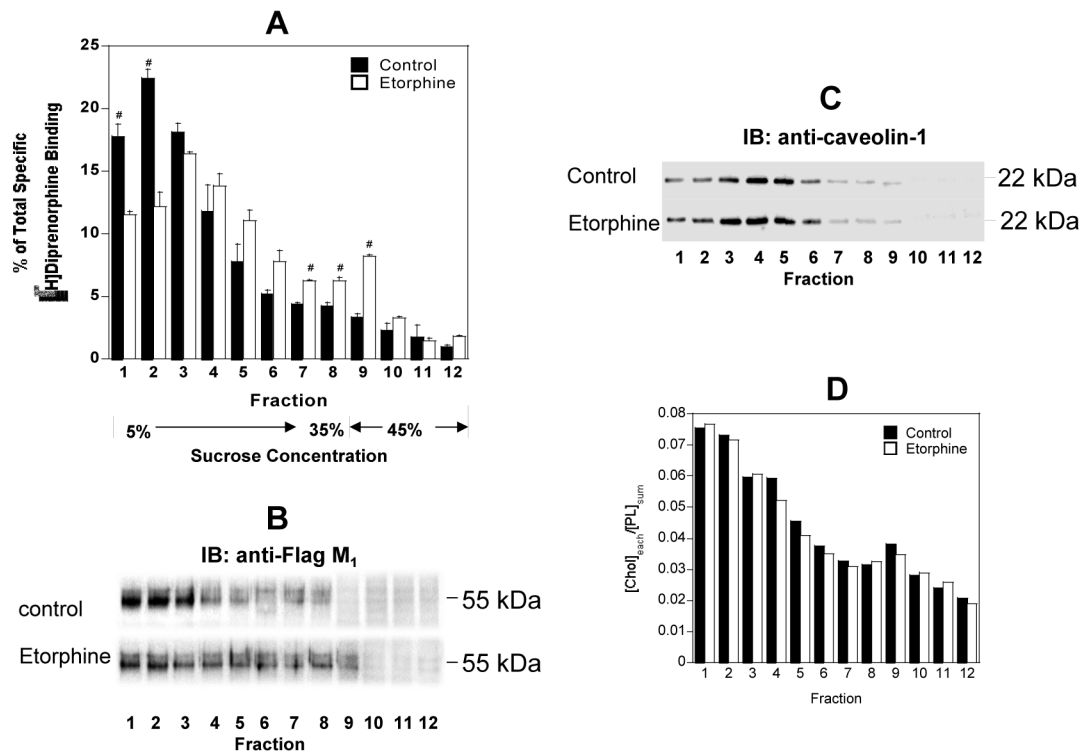 A
% of Total Specific
H]Diprenorphine Binding
25
20
15
10
5
0
# # # # #
Control
Etorphine
1 2 3 4 5 6 7 8 9 10 11 12
Fraction
5% 35% 45%
Sucrose Concentration
B
IB: anti-Flag M1
control
55 kDa
Etorphine
55 kDa
1 2 3 4 5 6 7 8 9 10 11 12
Fraction
C
IB: anti-caveolin-1
Control
22 kDa
Etorphine
22 kDa
1 2 3 4 5 6 7 8 9 10 11 12
Fraction
D
[Chol]each/[PL]sum
0.08
0.07
0.06
0.05
0.04
0.03
0.02
0.01
0
Control
Etorphine
1 2 3 4 5 6 7 8 9 10 11 12
Fraction